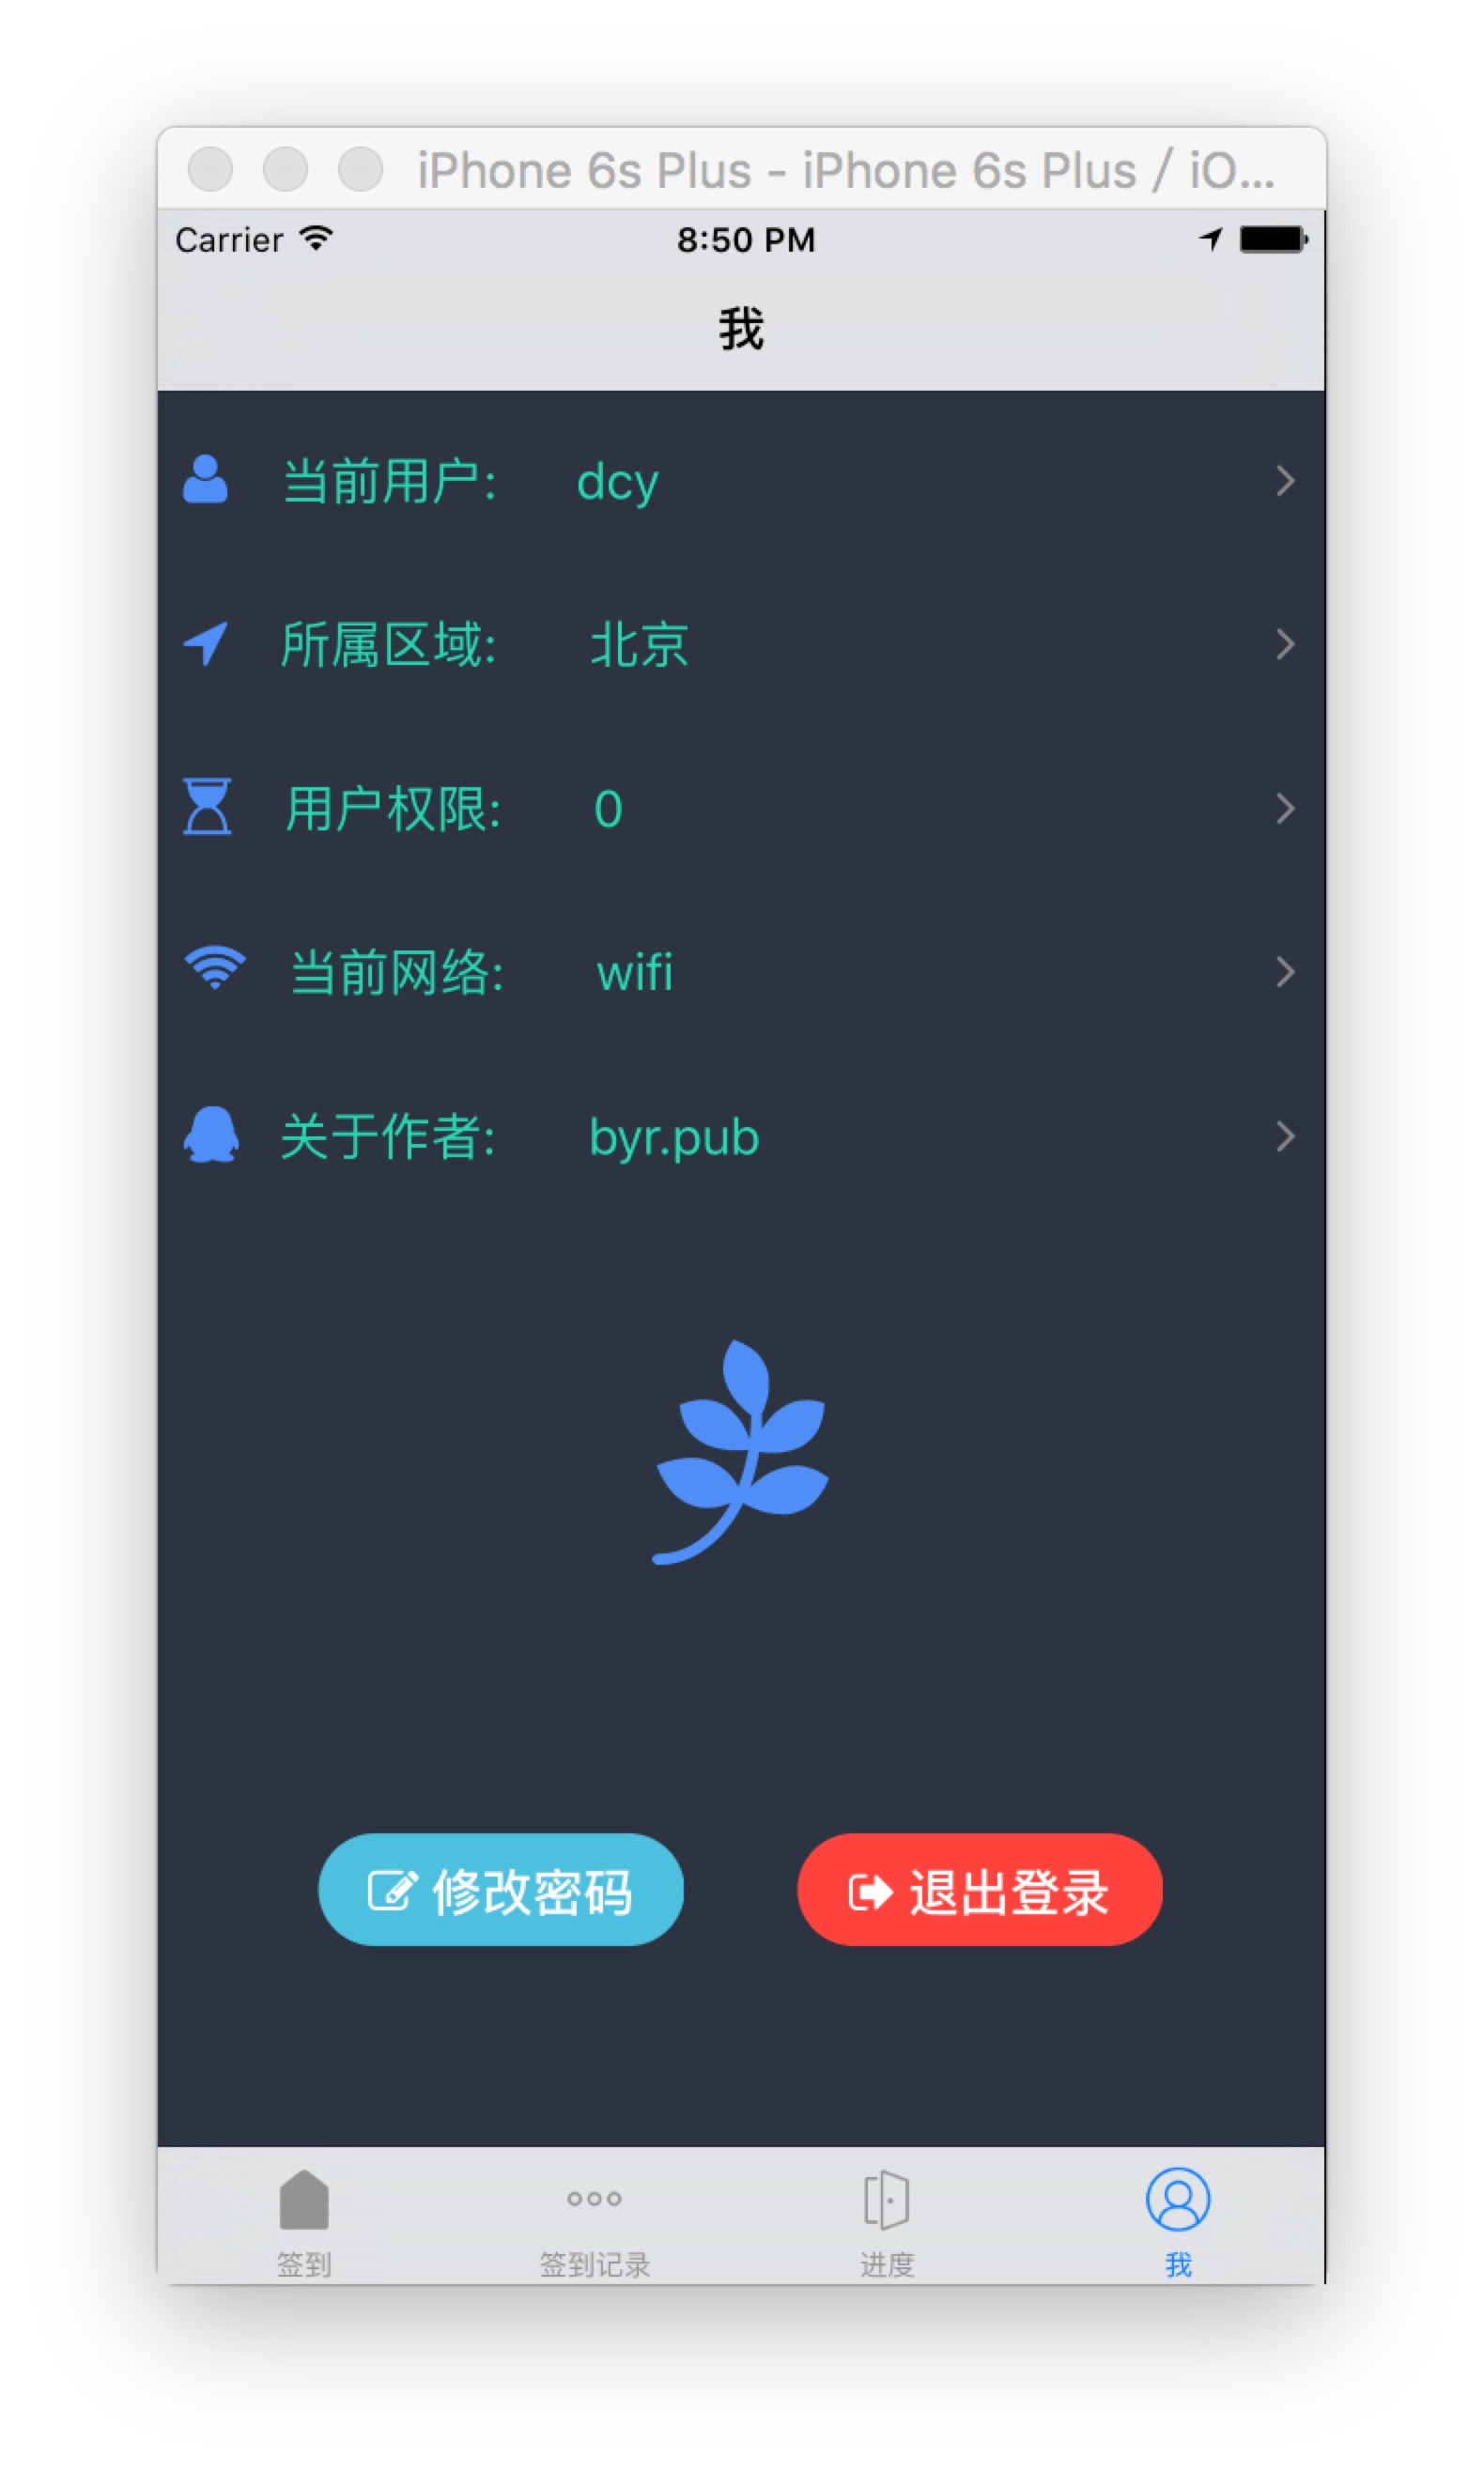 iPhone 6s Plus - iPhone 6s Plus / iO...
Carrier 8:50 PM
我
当前用户: dcy
所属区域: 北京
用户权限: 0
当前网络: wifi
关于作者: byr.pub
修改密码 退出登录
签到 签到记录 进度 我